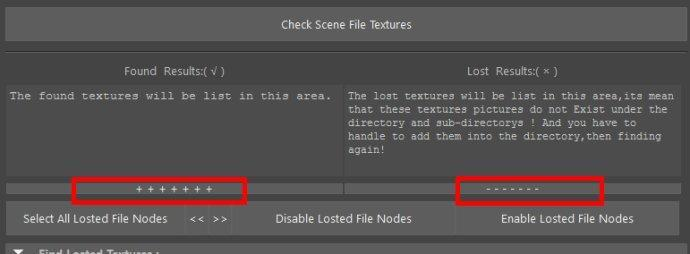 Check Scene File Textures
Found Results:( √ )
Lost Results:( × )
The found textures will be list in this area.
The lost textures will be list in this area,its mean
that these textures pictures do not Exist under the
directory and sub-directorys ! And you have to
handle to add them into the directory,then finding
again!
+ + + + + + +
- - - - - - -
Select All Losted File Nodes
<<
>>
Disable Losted File Nodes
Enable Losted File Nodes
Find Losted Textures :